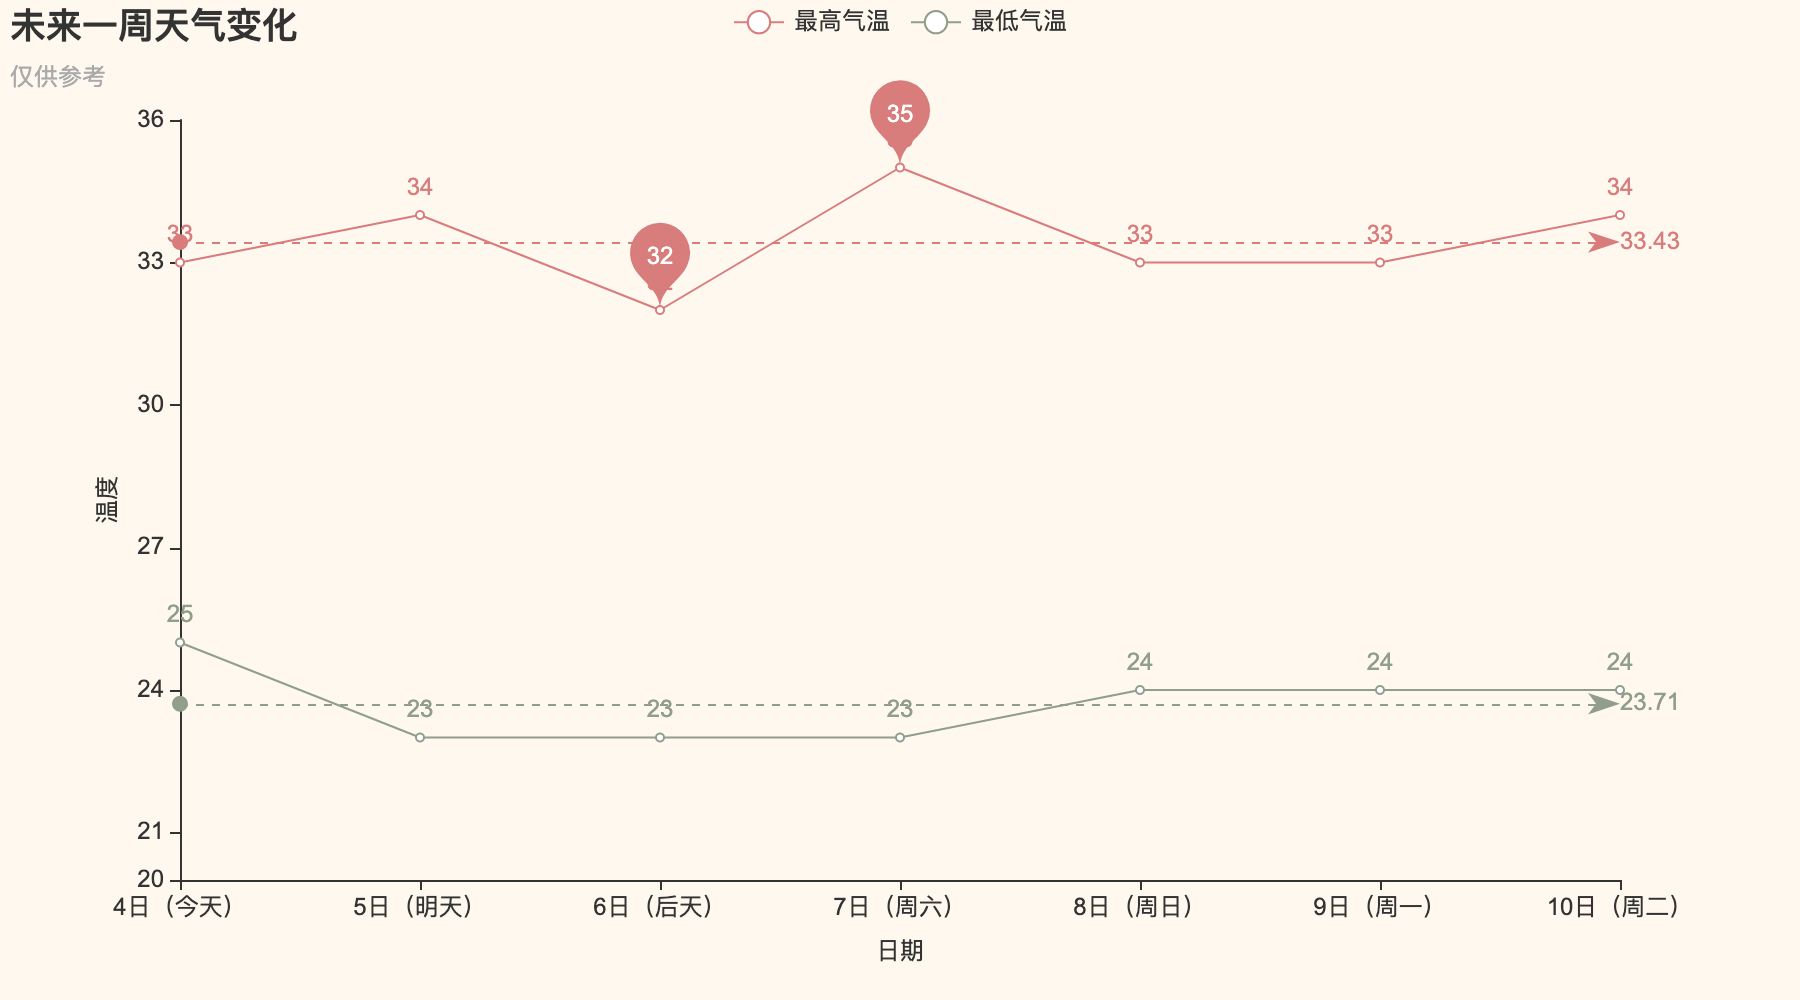 未来一周天气变化
仅供参考
最高气温 最低气温
36
33
30
27
24
21
20
温度
33 34 32 35 33 33 34
33.43
25 23 23 23 24 24 24
23.71
4日（今天） 5日（明天） 6日（后天） 7日（周六） 8日（周日） 9日（周一） 10日（周二）
日期